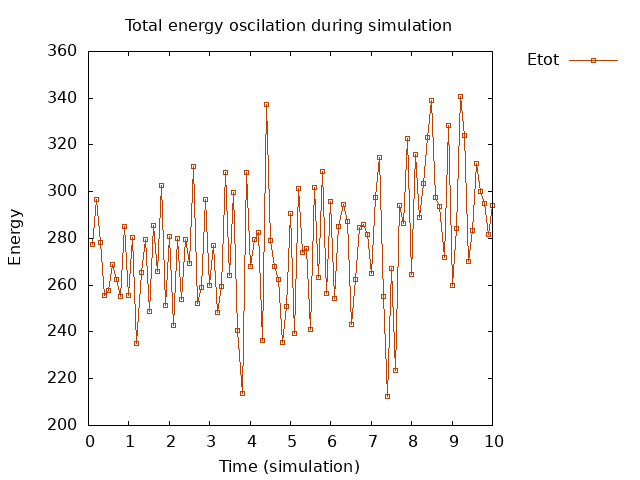 Total energy oscilation during simulation
Etot
360
340
320
300
280
260
240
220
200
Energy
0 1 2 3 4 5 6 7 8 9 10
Time (simulation)